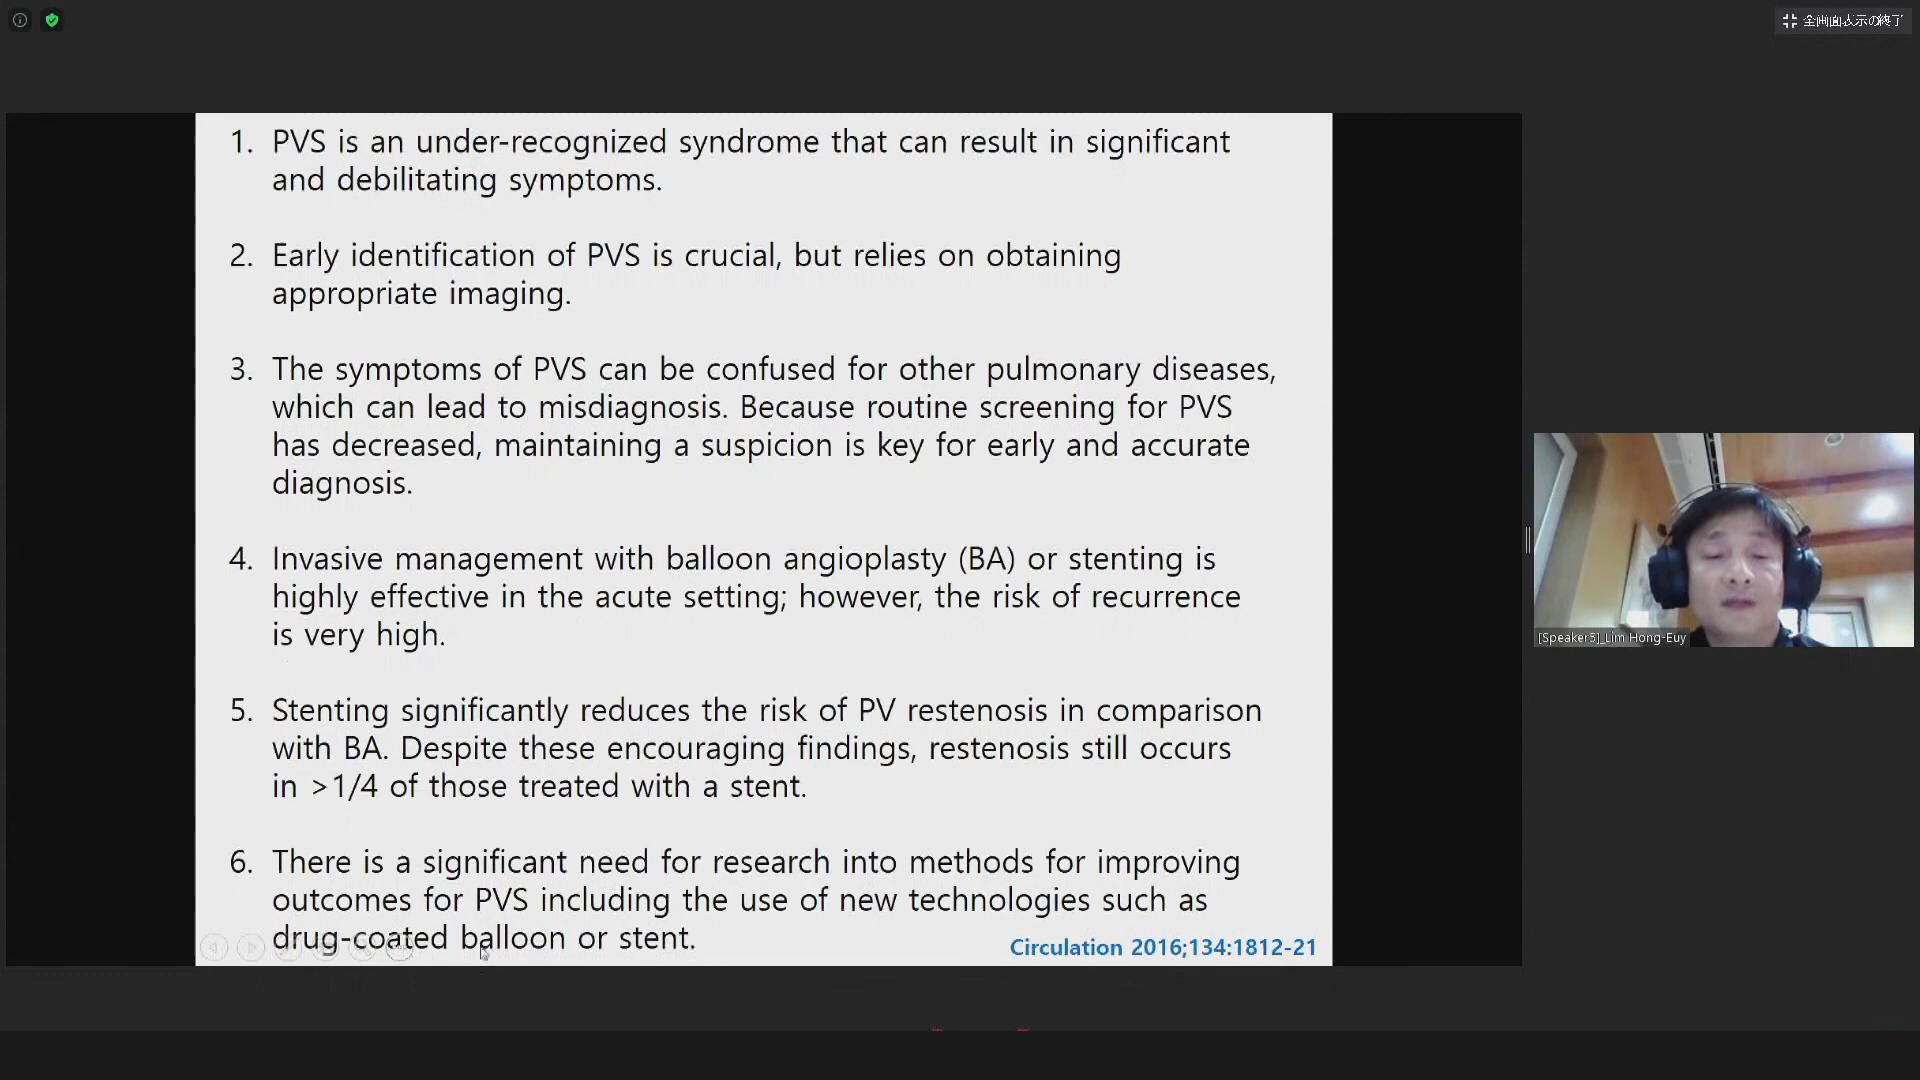 全画面表示の終了
1. PVS is an under-recognized syndrome that can result in significant
and debilitating symptoms.
2. Early identification of PVS is crucial, but relies on obtaining
appropriate imaging.
3. The symptoms of PVS can be confused for other pulmonary diseases,
which can lead to misdiagnosis. Because routine screening for PVS
has decreased, maintaining a suspicion is key for early and accurate
diagnosis.
4. Invasive management with balloon angioplasty (BA) or stenting is
highly effective in the acute setting; however, the risk of recurrence
is very high.
5. Stenting significantly reduces the risk of PV restenosis in comparison
with BA. Despite these encouraging findings, restenosis still occurs
in >1/4 of those treated with a stent.
6. There is a significant need for research into methods for improving
outcomes for PVS including the use of new technologies such as
drug-coated balloon or stent.
Circulation 2016;134:1812-21
[Speaker5]_Lim Hong-Euy